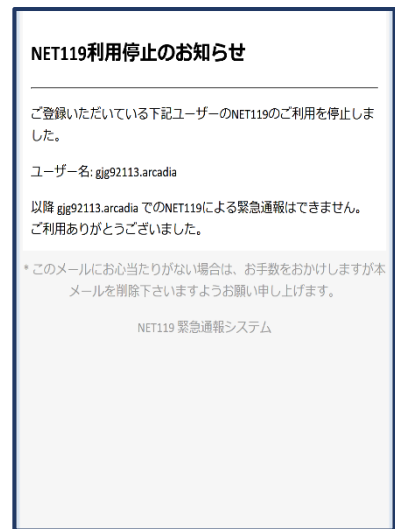 NET119利用停止のお知らせ
ご登録いただいている下記ユーザーのNET119のご利用を停止しま
した。
ユーザー名: gjg92113.arcadia
以降 gjg92113.arcadia でのNET119による緊急通報はできません。
ご利用ありがとうございました。
* このメールにお心当たりがない場合は、お手数をおかけしますが本
メールを削除下さいますようお願い申し上げます。
NET119 緊急通報システム